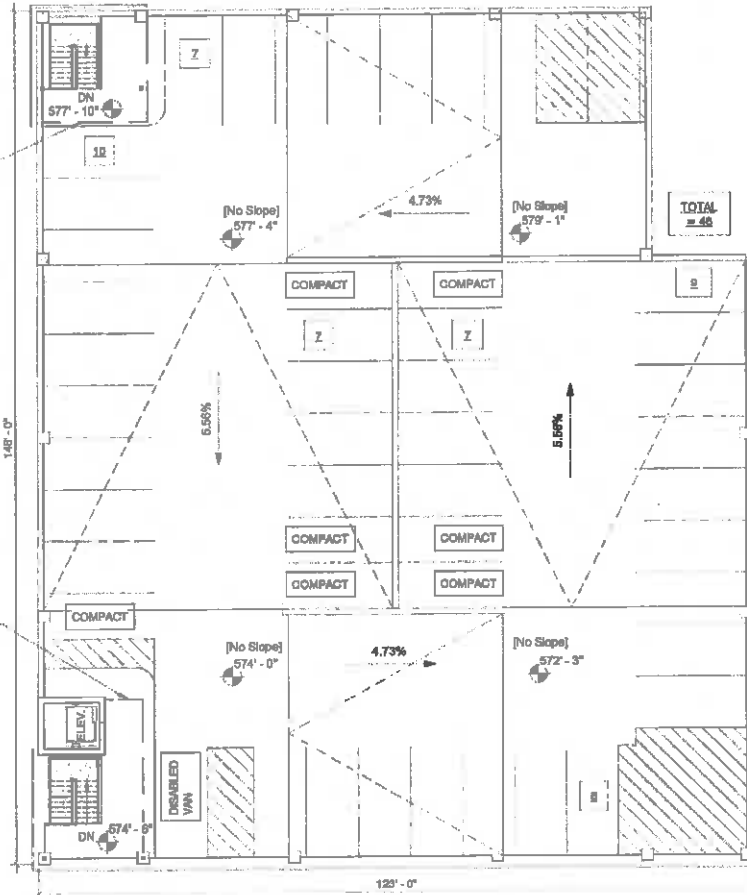 7
DN
577' - 10"
10
[No Slope]
577' - 4"
4.73%
[No Slope]
579' - 1"
TOTAL
= 48
COMPACT
COMPACT
9
7
7
5.56%
5.56%
148' - 0"
COMPACT
COMPACT
COMPACT
COMPACT
COMPACT
[No Slope]
574' - 0"
4.73%
[No Slope]
572' - 3"
ELEV.
DISABLED
VAN
DN
574' - 6"
8
123' - 0"